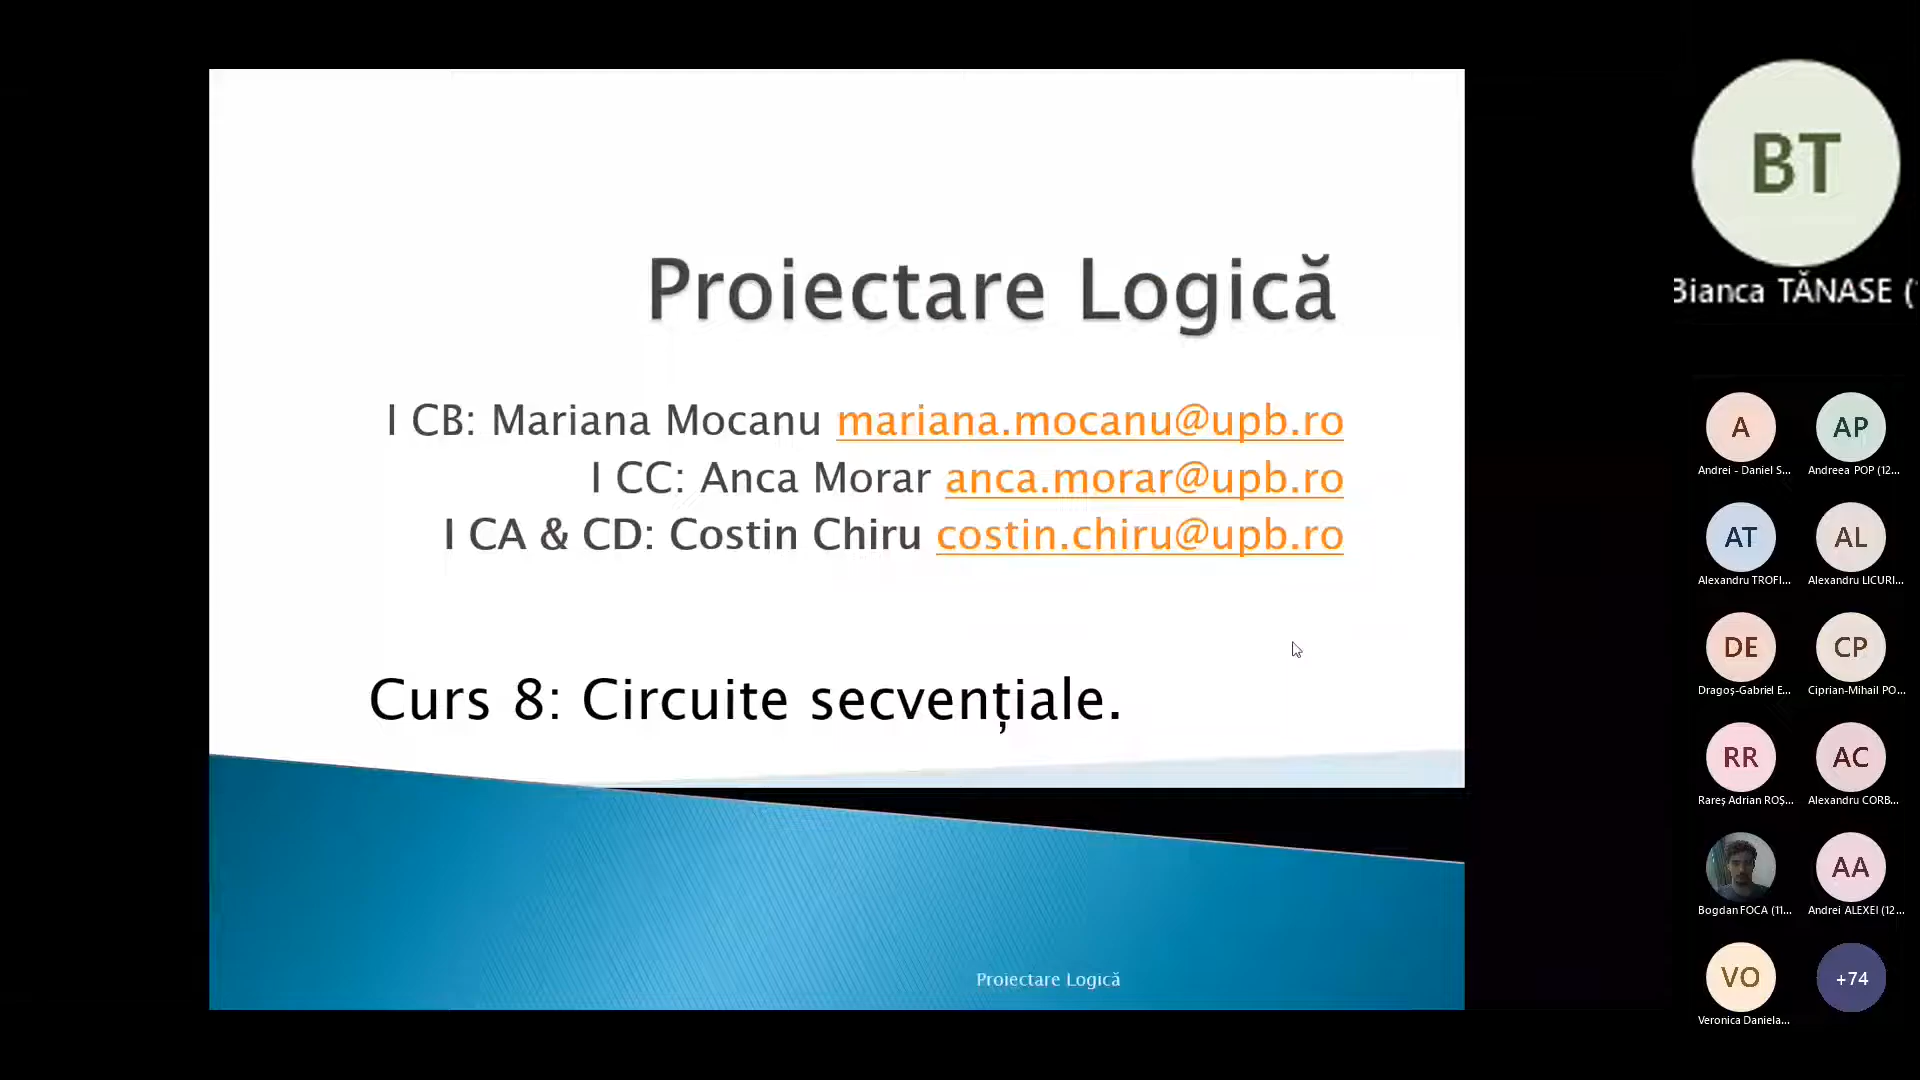 Proiectare Logică
I CB: Mariana Mocanu mariana.mocanu@upb.ro
I CC: Anca Morar anca.morar@upb.ro
I CA & CD: Costin Chiru costin.chiru@upb.ro
Curs 8: Circuite secvențiale.
Proiectare Logică
BT
Bianca TĂNASE (
A
AP
Andrei - Daniel S...
Andreea POP (12...
AT
AL
Alexandru TROFI...
Alexandru LICURI...
DE
CP
Dragoș-Gabriel E...
Ciprian-Mihail PO...
RR
AC
Rareș Adrian ROȘ...
Alexandru CORB...
AA
Bogdan FOCA (11...
Andrei ALEXEI (12...
VO
+74
Veronica Daniela...